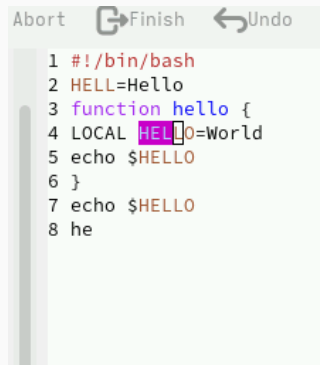 Abort Finish Undo
1 #!/bin/bash
2 HELL=Hello
3 function hello {
4 LOCAL HELLO=World
5 echo $HELLO
6 }
7 echo $HELLO
8 he